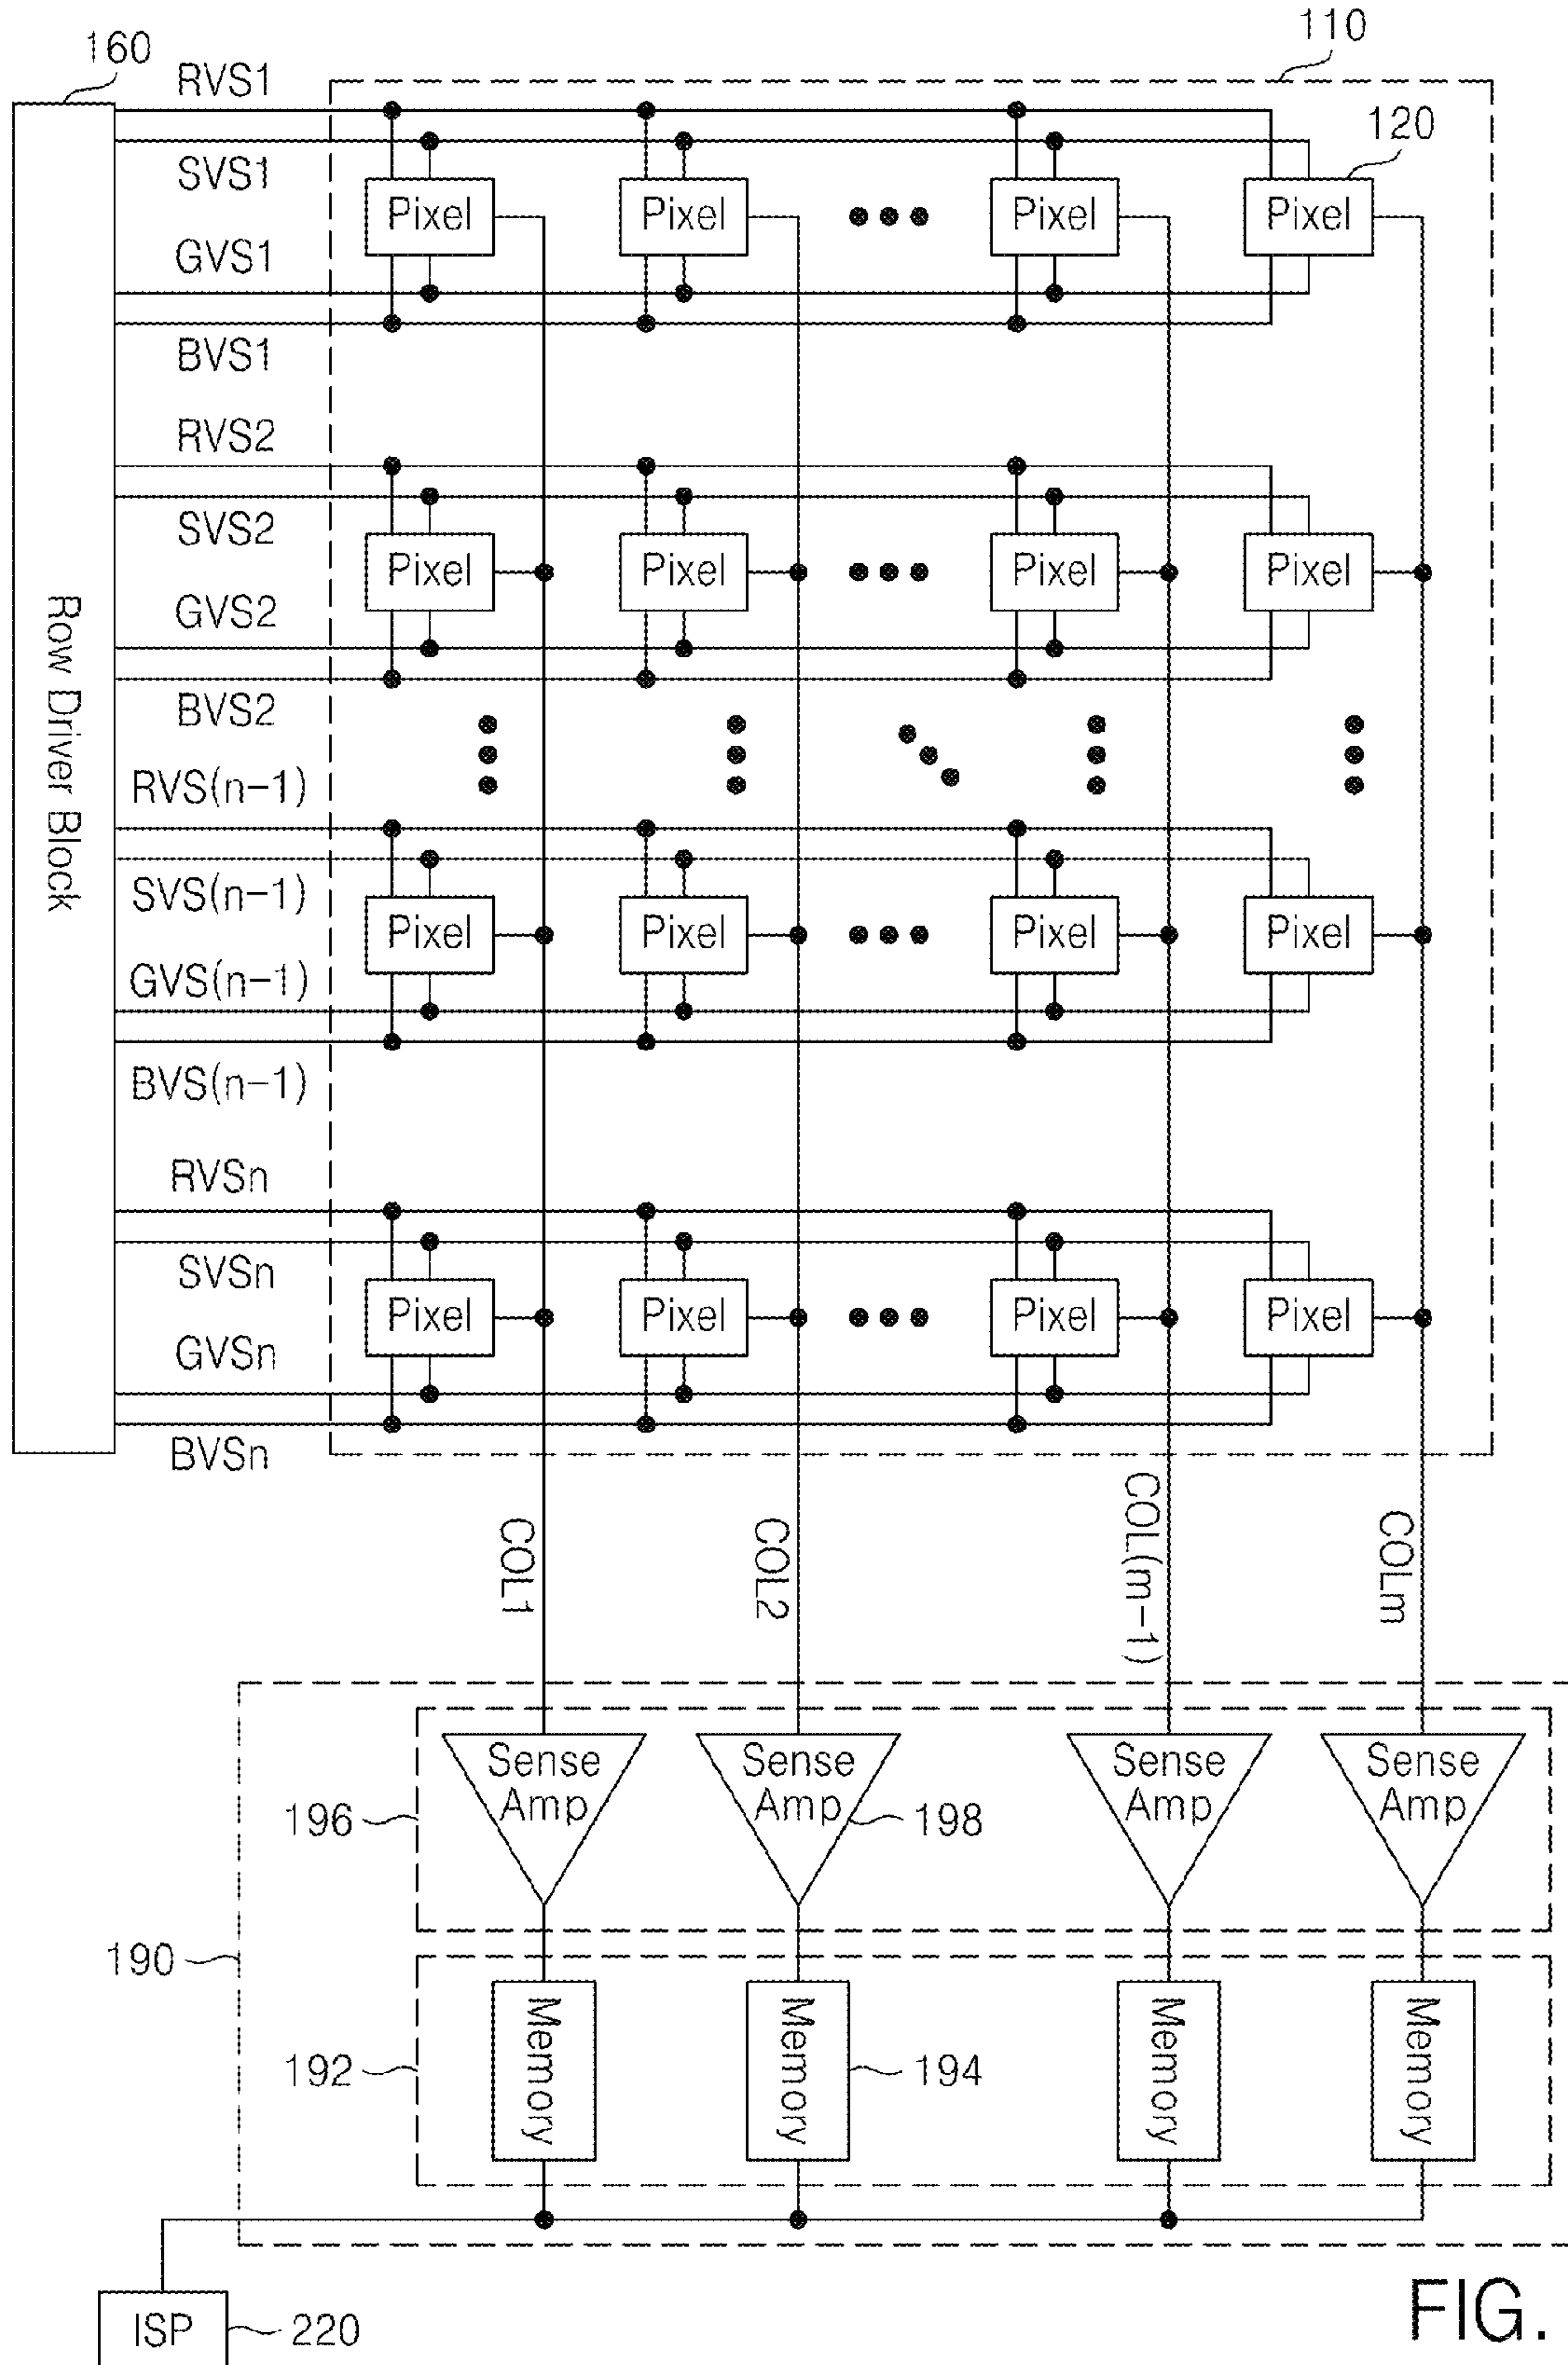 160
110
RVS1
120
SVS1
Pixel Pixel Pixel Pixel
GVS1
BVS1
RVS2
SVS2
Pixel Pixel Pixel Pixel
GVS2
BVS2
RVS(n-1)
SVS(n-1)
Pixel Pixel Pixel Pixel
GVS(n-1)
BVS(n-1)
RVSn
SVSn
Pixel Pixel Pixel Pixel
GVSn
BVSn
Row Driver Block
COL1
COL2
COL(m-1)
COLm
Sense Amp
Sense Amp
Sense Amp
Sense Amp
196
198
190
Memory
Memory
Memory
Memory
192
194
ISP
220
FIG.